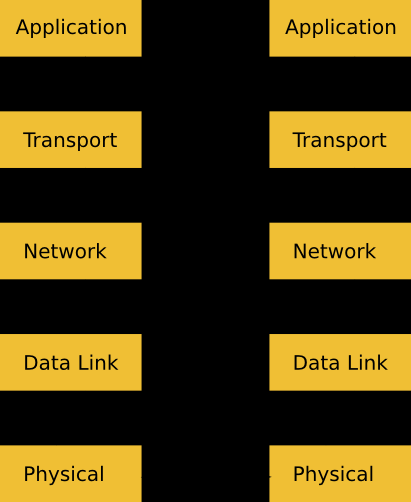 Application Application
Transport Transport
Network Network
Data Link Data Link
Physical Physical